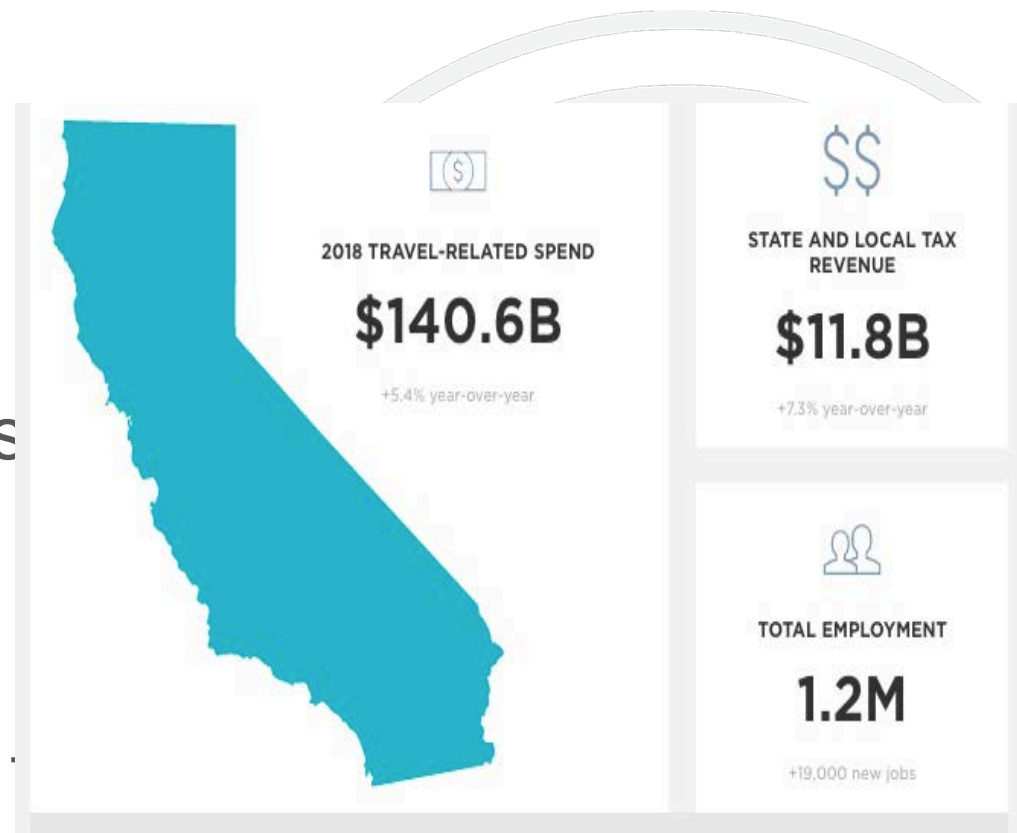 2018 TRAVEL-RELATED SPEND
$140.6B
+5.4% year-over-year
$$
STATE AND LOCAL TAX
REVENUE
$11.8B
+7.3% year-over-year
TOTAL EMPLOYMENT
1.2M
+19,000 new jobs